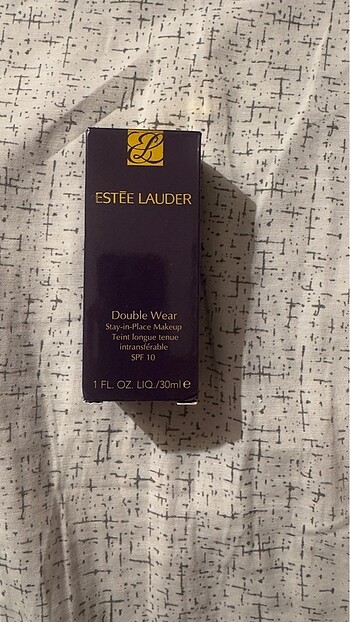 EL
ESTĒE LAUDER
Double Wear
Stay-in-Place Makeup
Teint longue tenue
intransférable
SPF 10
1 FL. OZ. LIQ./30ml ℮